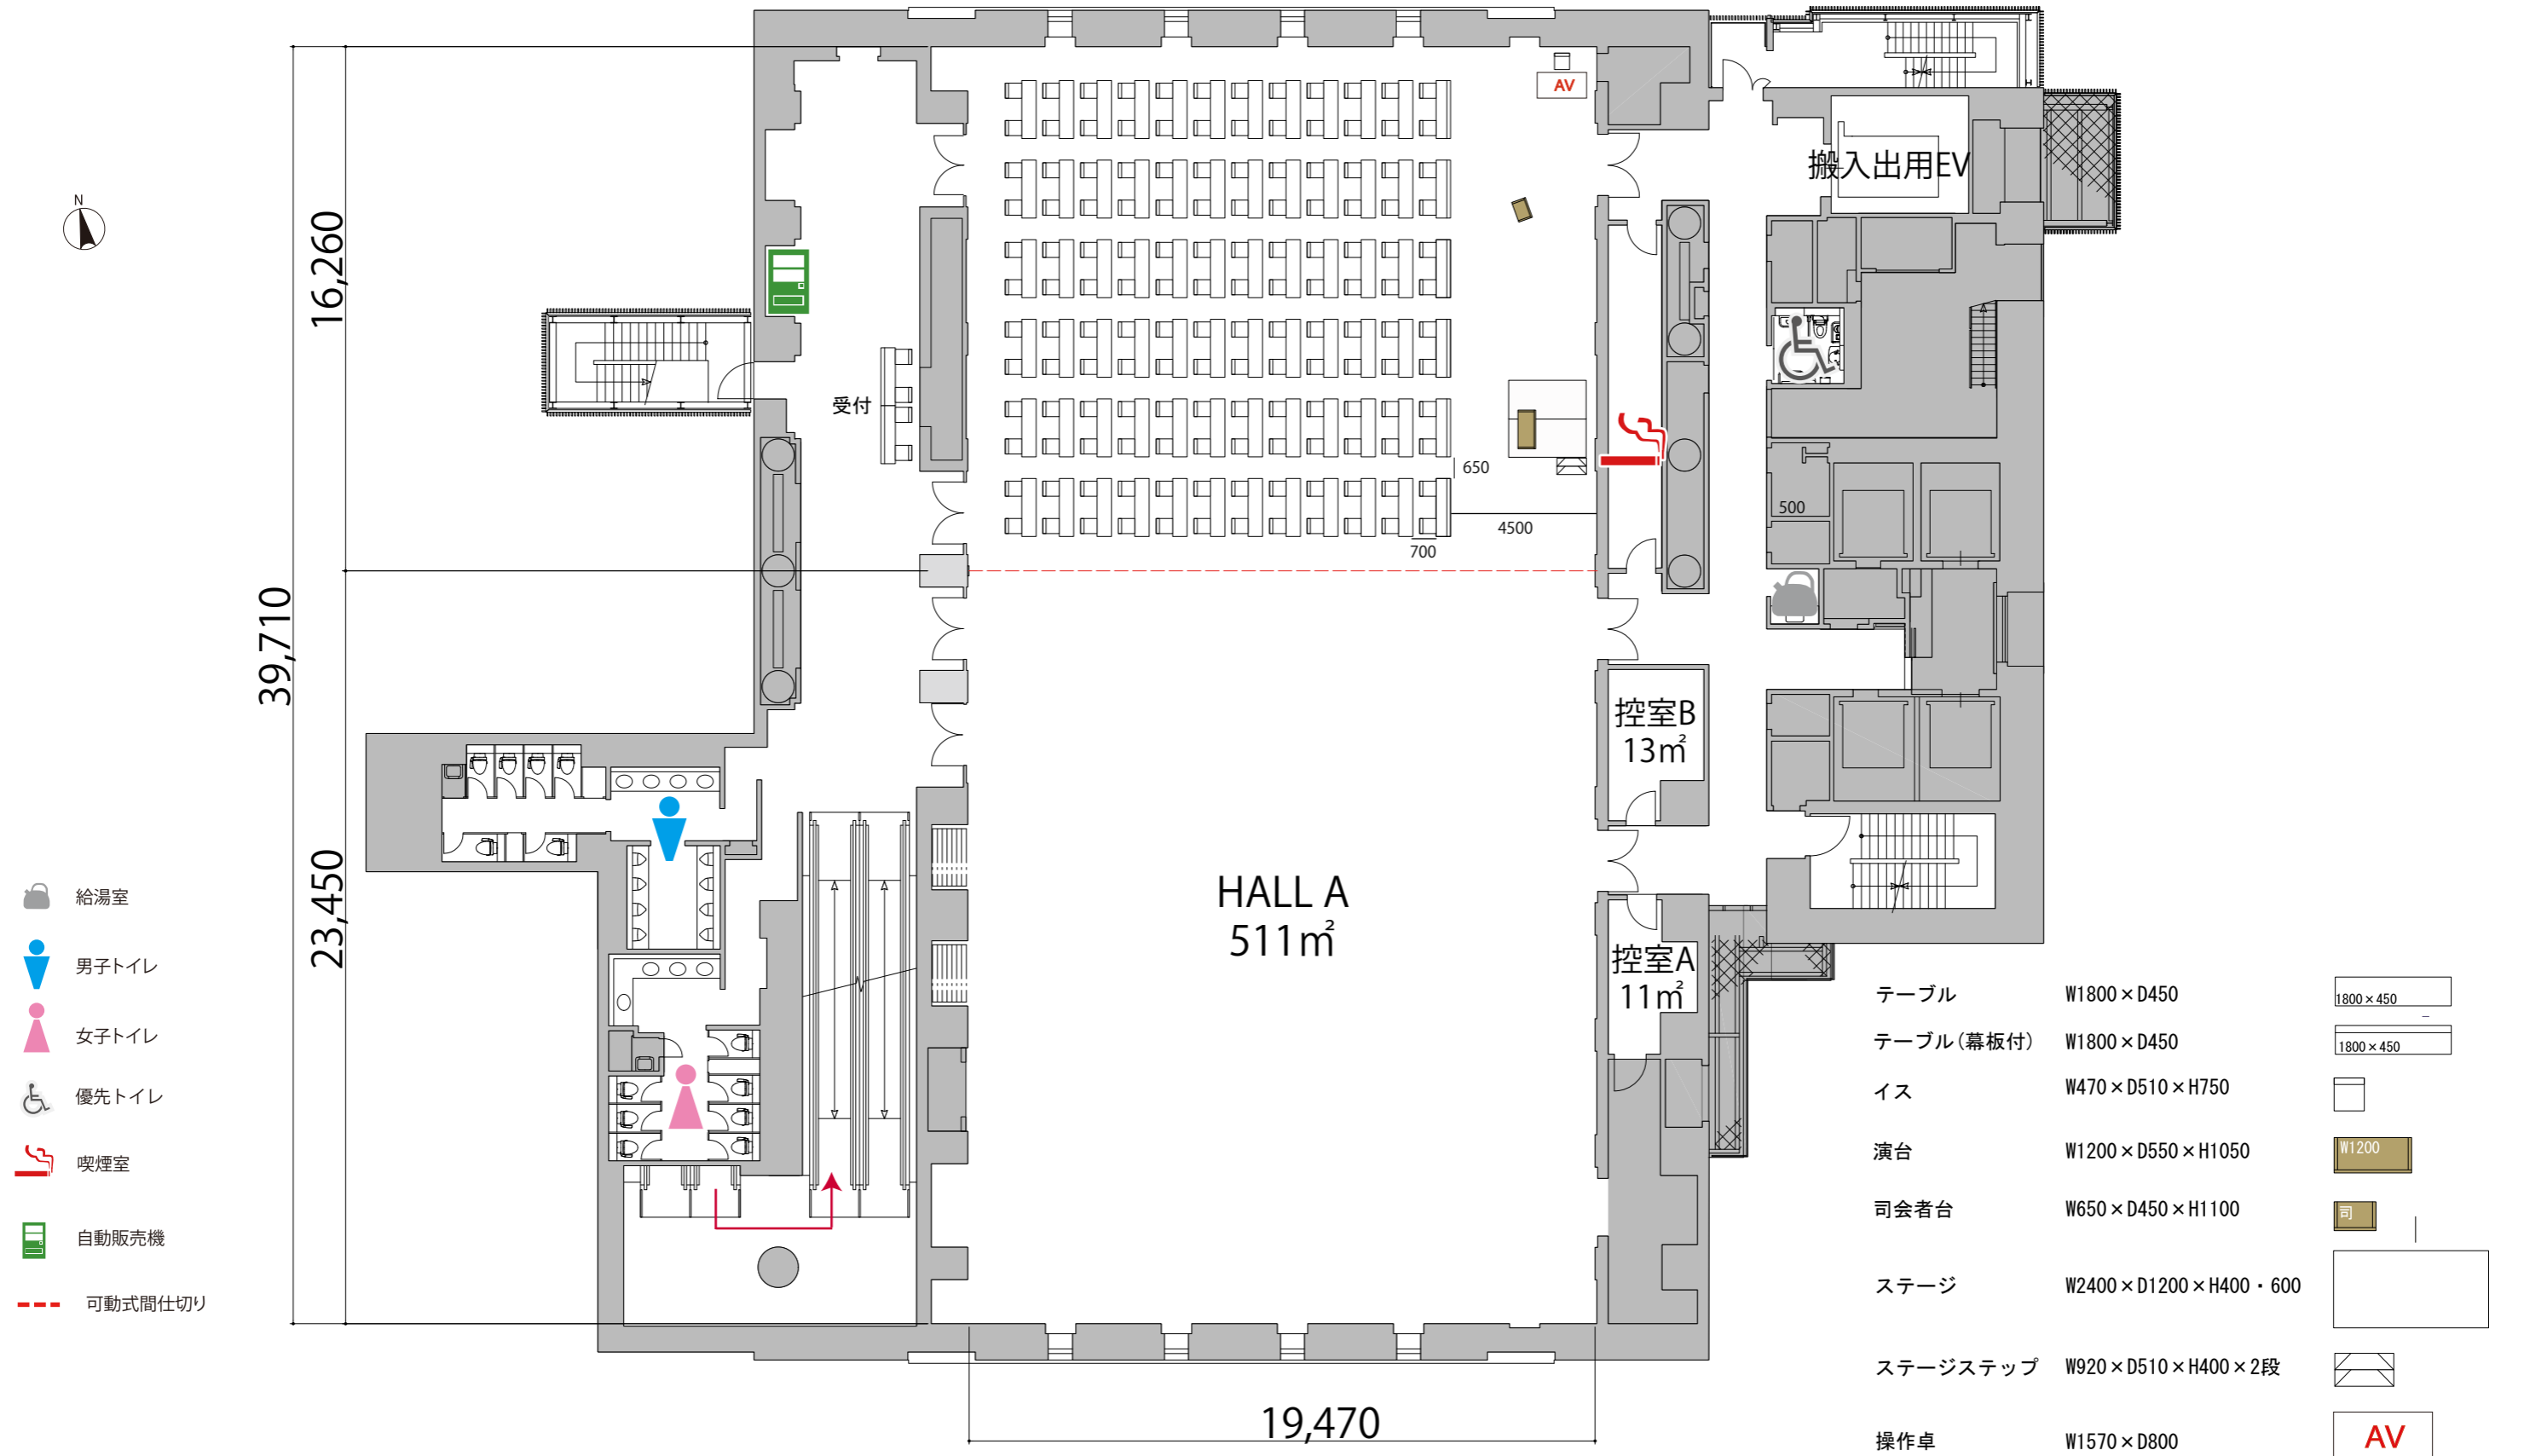 N
16,260
39,710
23,450
受付
AV
搬入出用EV
650
4500
700
500
控室B
13㎡
HALL A
511㎡
控室A
11㎡
19,470
給湯室
男子トイレ
女子トイレ
優先トイレ
喫煙室
自動販売機
可動式間仕切り
テーブル W1800×D450 1800×450
テーブル(幕板付) W1800×D450 1800×450
イス W470×D510×H750
演台 W1200×D550×H1050 W1200
司会者台 W650×D450×H1100 司
ステージ W2400×D1200×H400・600
ステージステップ W920×D510×H400×2段
操作卓 W1570×D800 AV